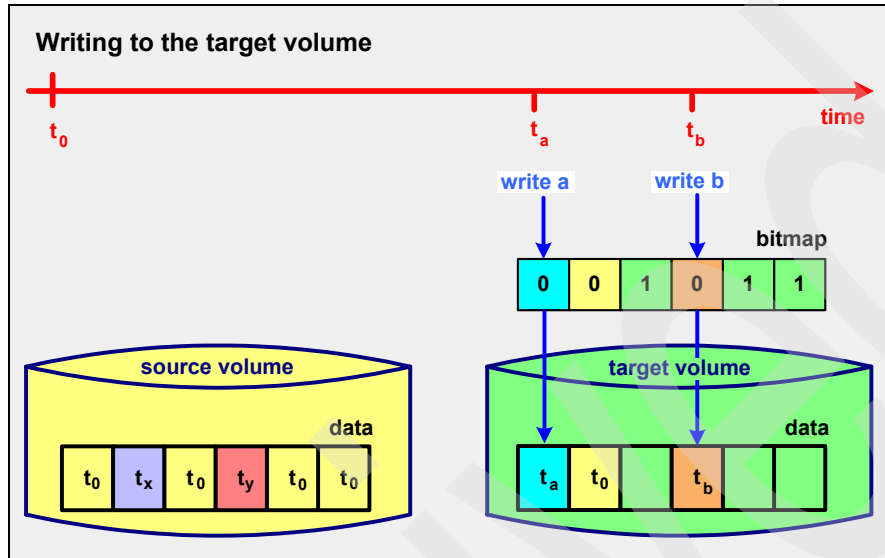 Writing to the target volume
time
t0 ta tb
write a write b
bitmap
0 0 1 0 1 1
source volume target volume
data data
t0 tx t0 ty t0 t0 ta t0 tb